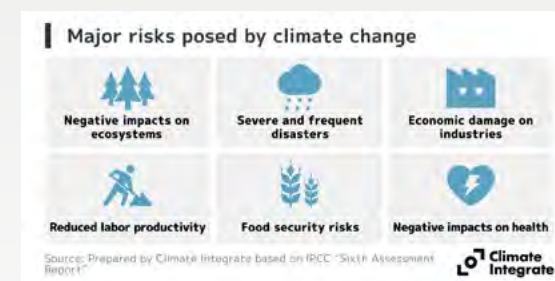 Major risks posed by climate change
Negative impacts on
ecosystems
Severe and frequent
disasters
Economic damage on
industries
Reduced labor productivity
Food security risks
Negative impacts on health
Source: Prepared by Climate Integrate based on IPCC "Sixth Assessment
Report"
Climate
Integrate